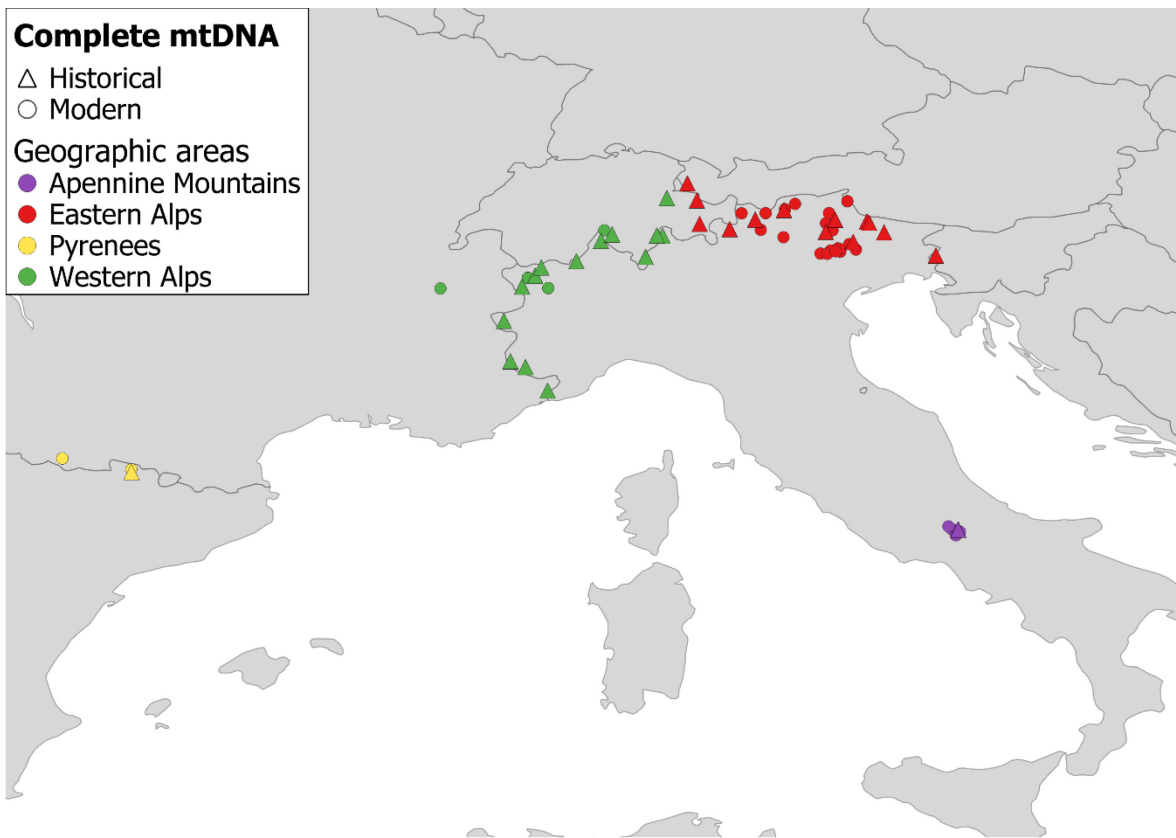 Complete mtDNA
Historical
Modern
Geographic areas
Apennine Mountains
Eastern Alps
Pyrenees
Western Alps